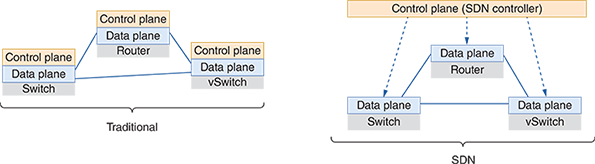 Control plane
Data plane
Router
Control plane
Data plane
Switch
Control plane
Data plane
vSwitch
Traditional
Control plane (SDN controller)
Data plane
Router
Data plane
Switch
Data plane
vSwitch
SDN